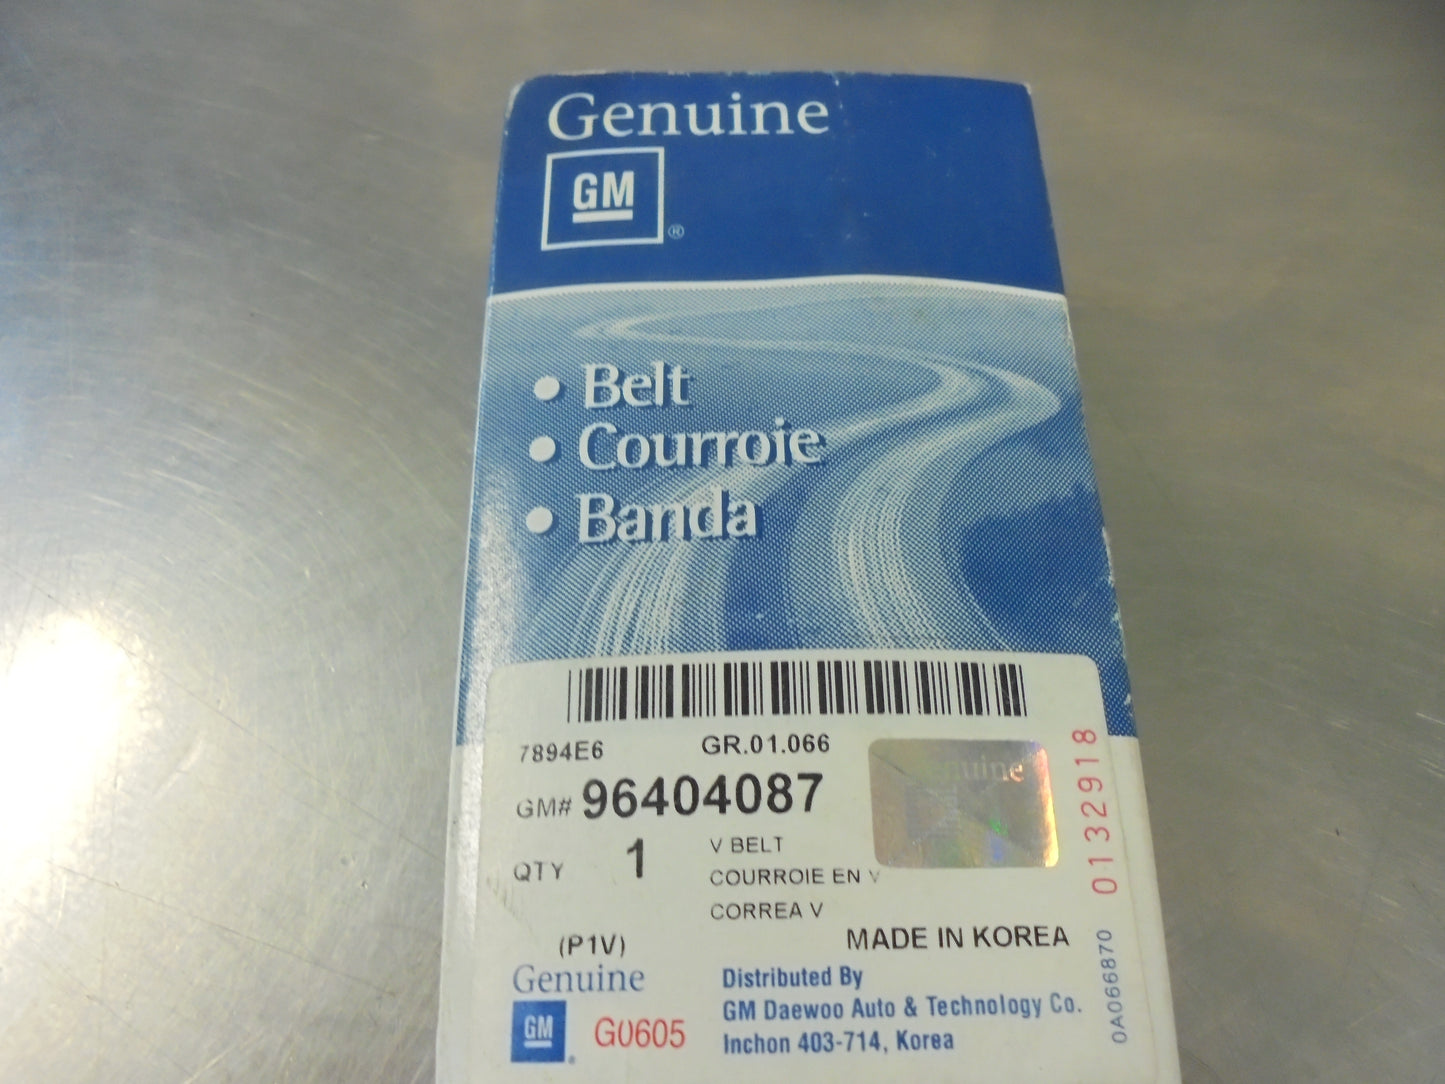 Genuine
GM
®
• Belt
• Courroie
• Banda
7894E6 GR.01.066
GM# 96404087
Genuine
QTY 1
V BELT
COURROIE EN V
CORREA V
(P1V)
MADE IN KOREA
Genuine
GM
G0605
Distributed By
GM Daewoo Auto & Technology Co.
Inchon 403-714, Korea
0132918
0A066870